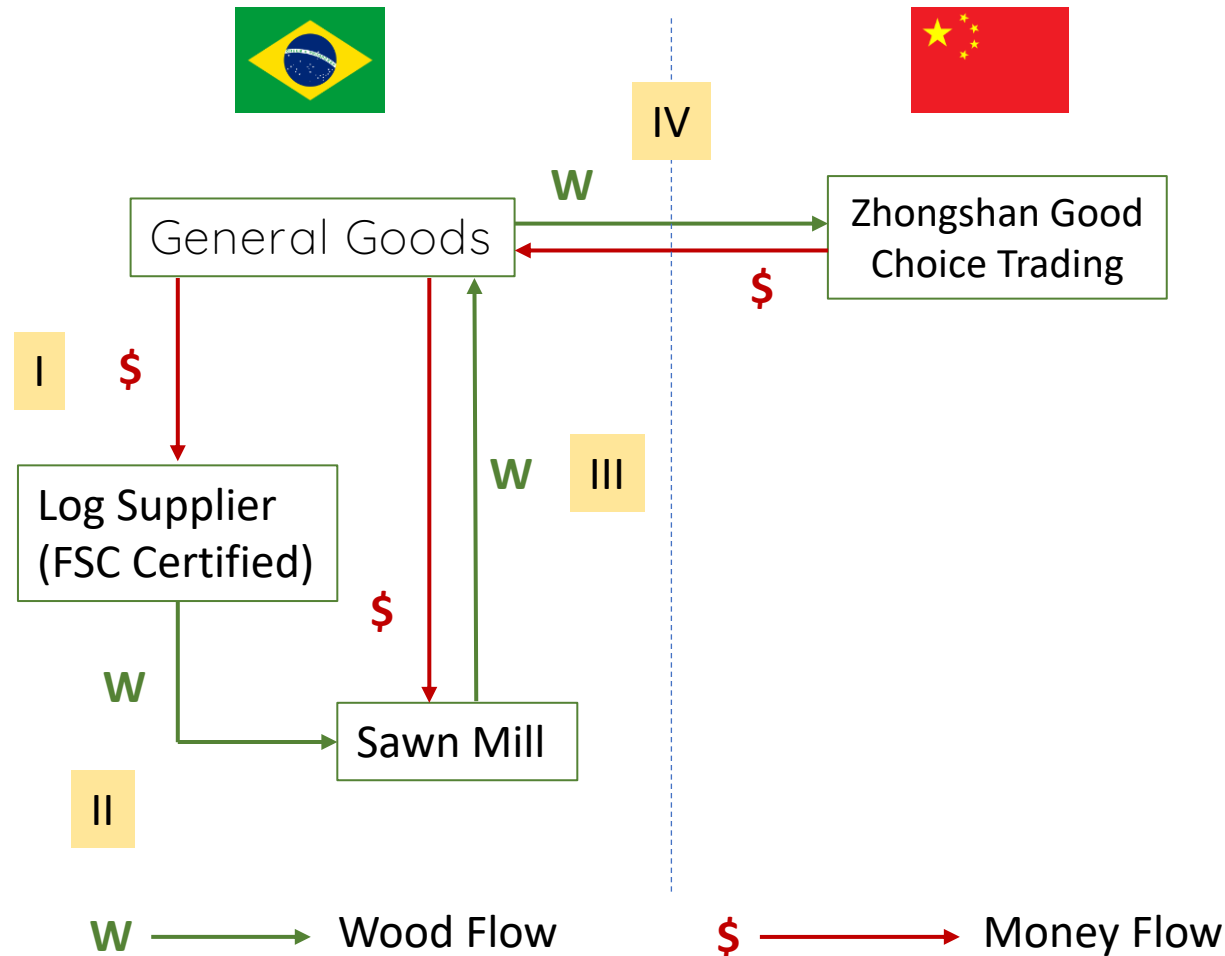 IV
W
General Goods
Zhongshan Good
Choice Trading
$
I
$
W
III
Log Supplier
(FSC Certified)
$
W
Sawn Mill
II
W Wood Flow
$ Money Flow